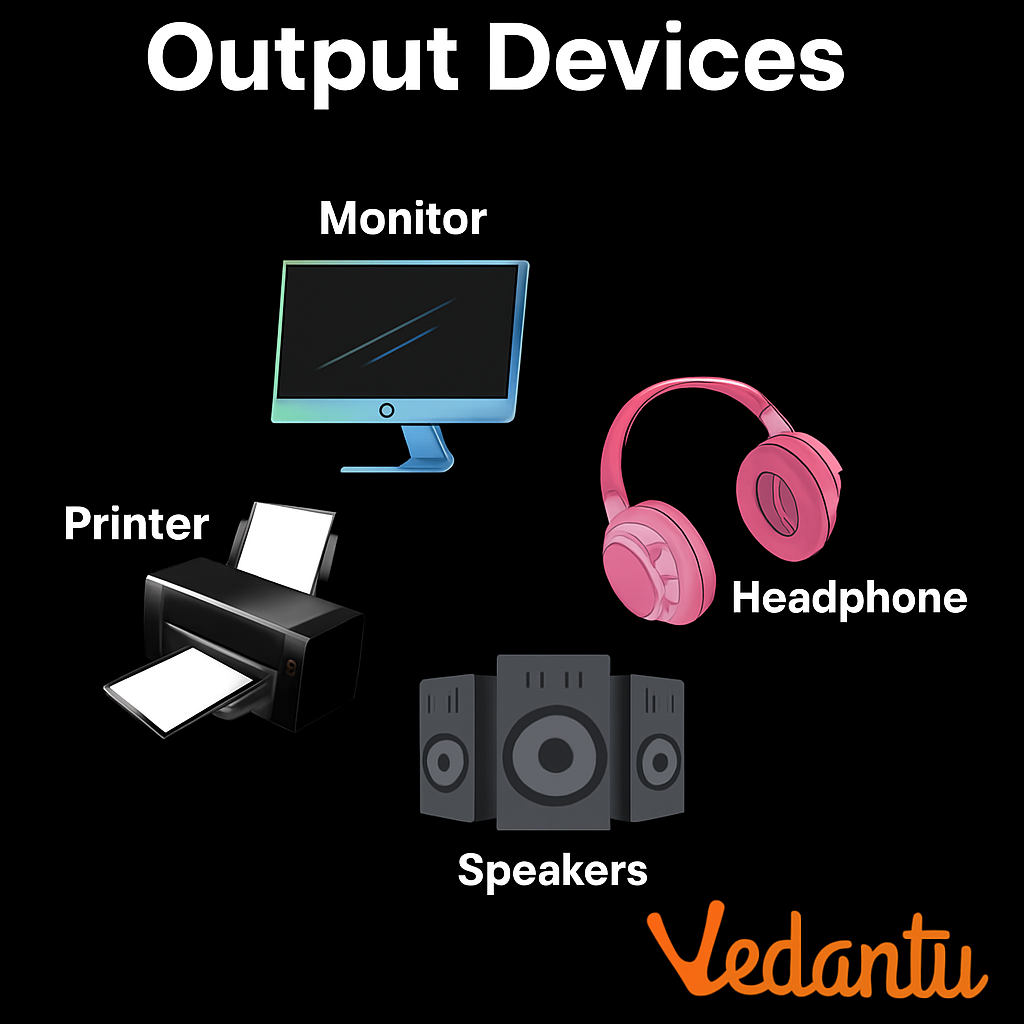 Output Devices
Monitor
Printer
Headphone
Speakers
Vedantu